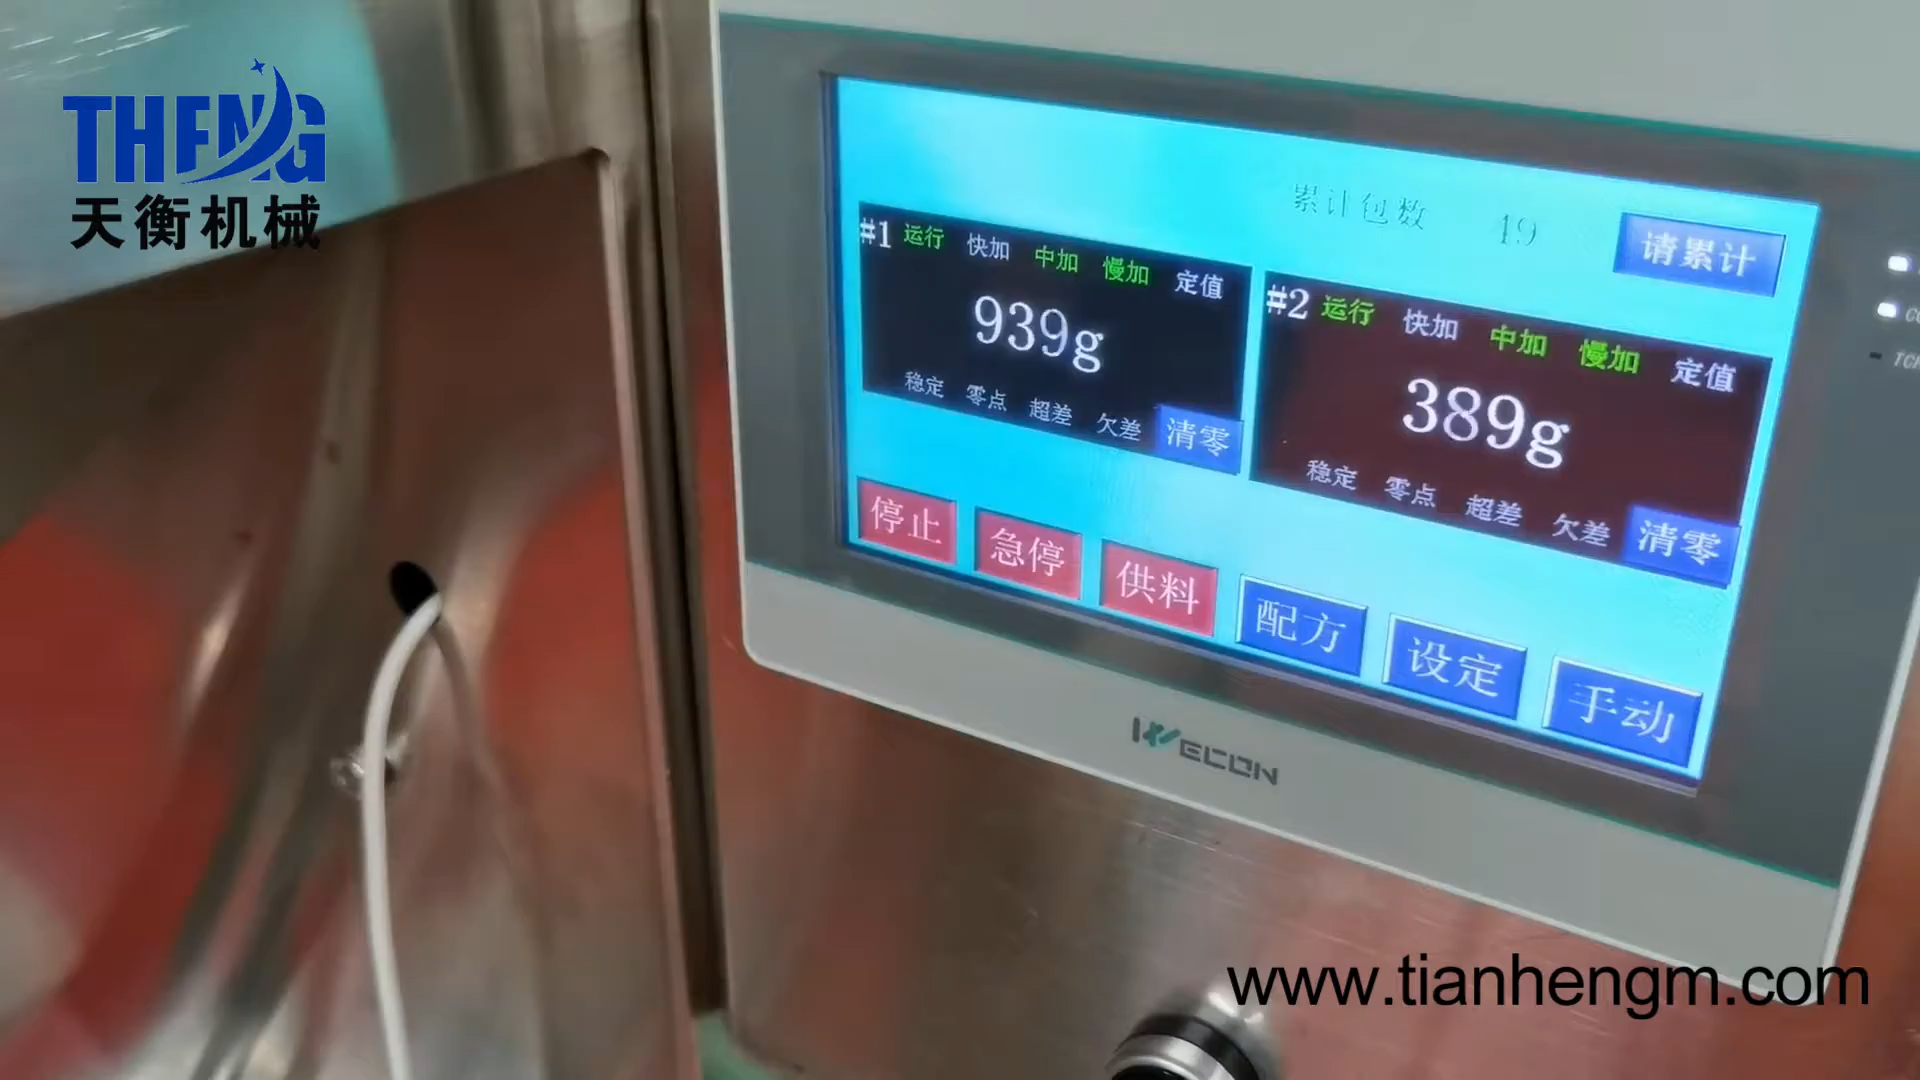 THENG
天衡机械
累计包数 19
请累计
#1 运行 快加 中加 慢加 定值
939g
稳定 零点 超差 欠差 清零
#2 运行 快加 中加 慢加 定值
389g
稳定 零点 超差 欠差 清零
停止 急停 供料 配方 设定 手动
WECON
www.tianhengm.com